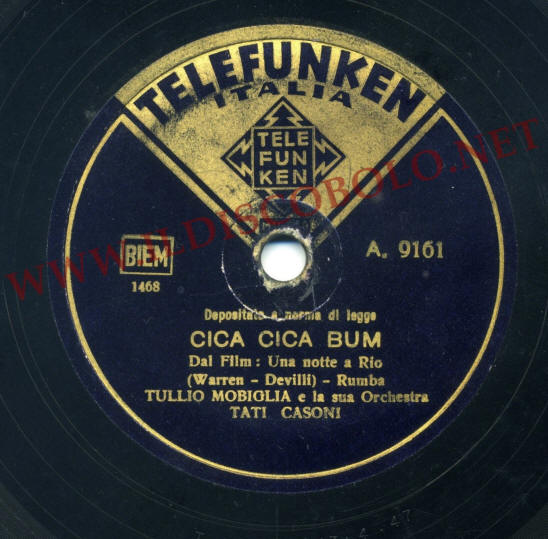 TELEFUNKEN
ITALIA
TELE
FUN
KEN
WWW.ILDISCOBOLO.NET
BIEM
A. 9161
1468
Depositato a norma di legge
CICA CICA BUM
Dal Film: Una notte a Rio
(Warren - Devilli) - Rumba
TULLIO MOBIGLIA e la sua Orchestra
TATI CASONI